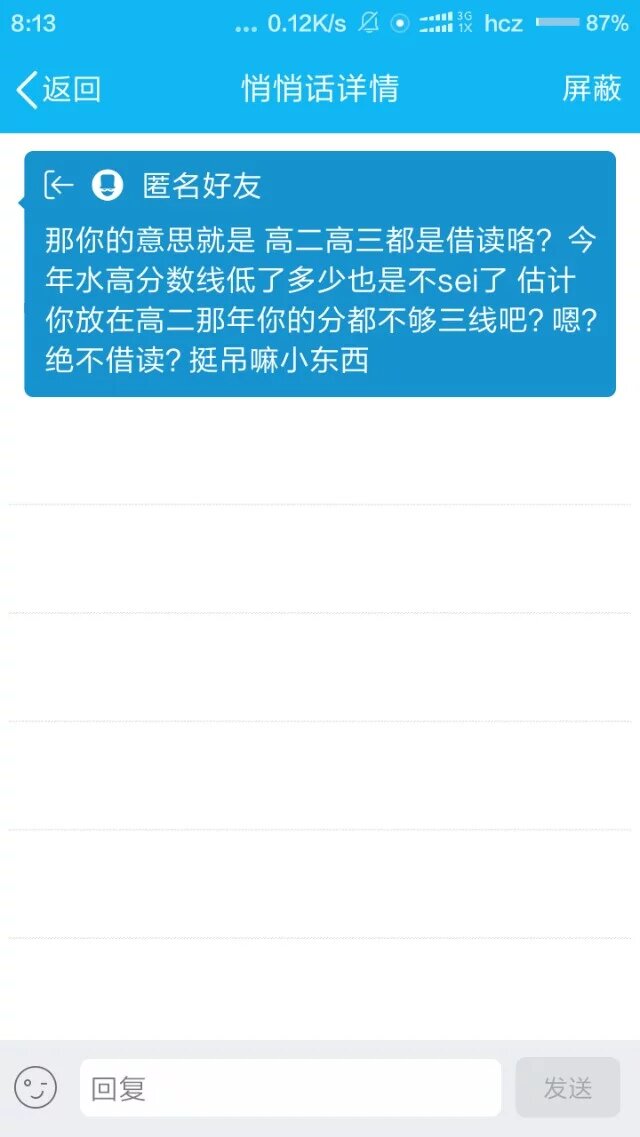 8:13 ... 0.12K/s 3G 1X hcz 87%
返回 悄悄话详情 屏蔽
匿名好友
那你的意思就是 高二高三都是借读咯？今
年水高分数线低了多少也是不sei了 估计
你放在高二那年你的分都不够三线吧？嗯？
绝不借读？挺吊嘛小东西
回复 发送